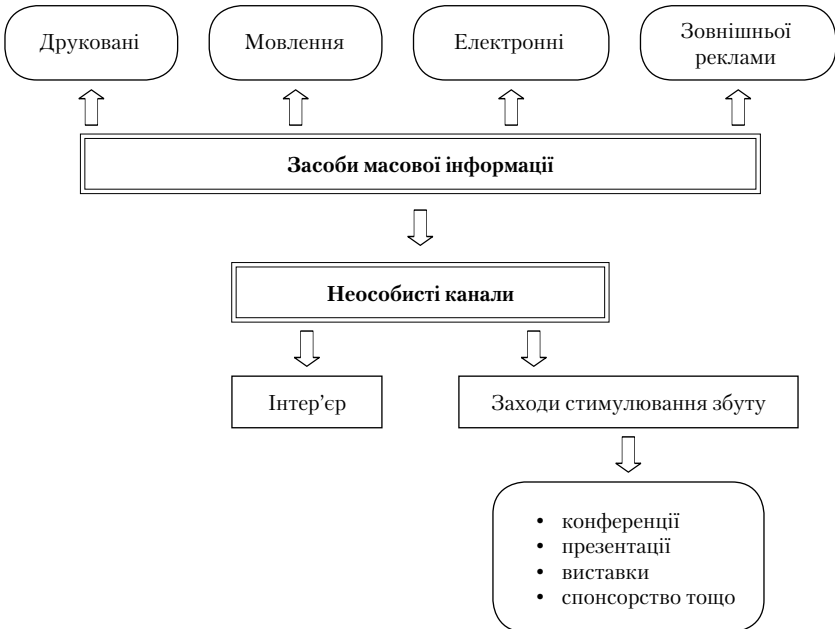 Друковані
Мовлення
Електронні
Зовнішньої
реклами
Засоби масової інформації
Неособисті канали
Інтер’єр
Заходи стимулювання збуту
• конференції
• презентації
• виставки
• спонсорство тощо